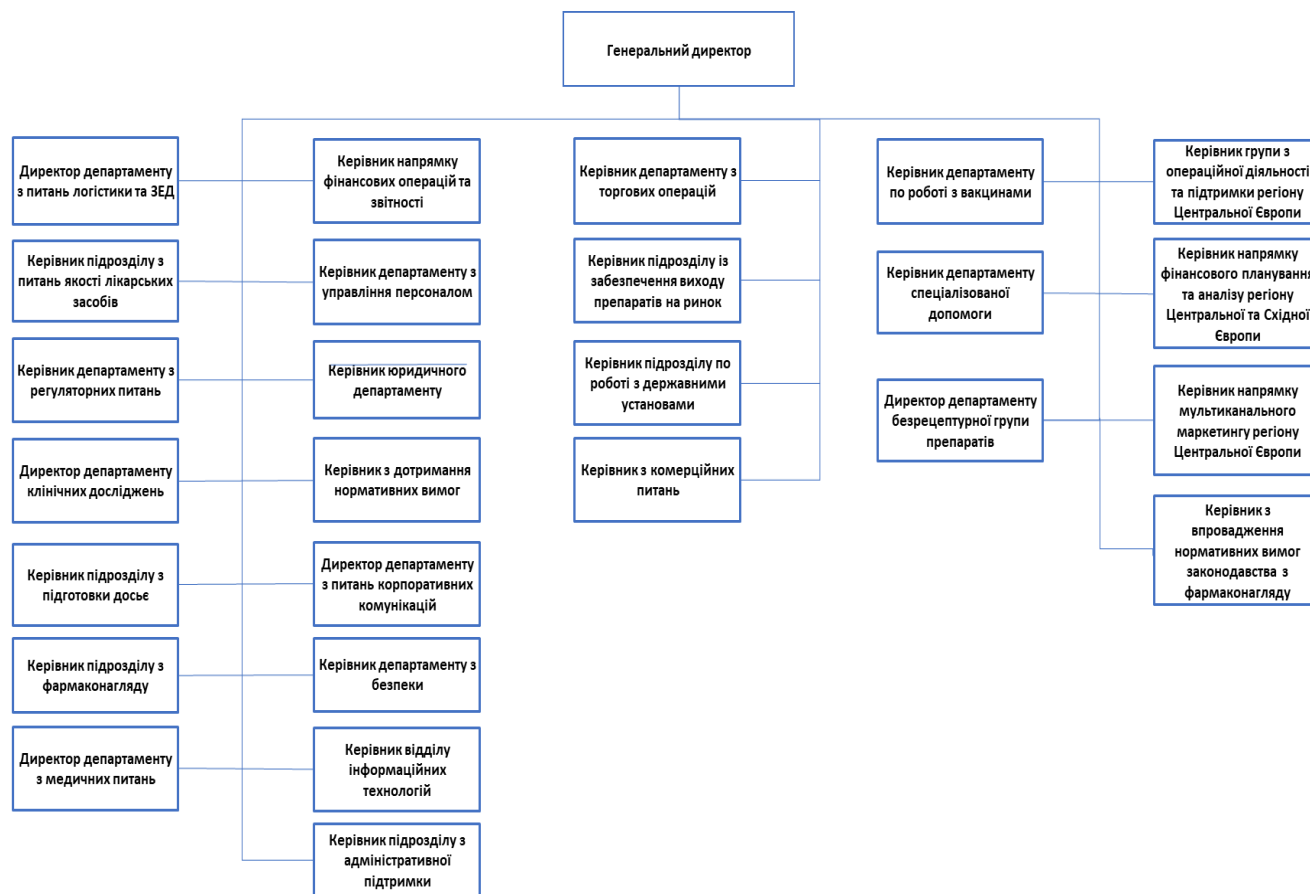 Генеральний директор
Директор департаменту
з питань логістики та ЗЕД
Керівник підрозділу з
питань якості лікарських
засобів
Керівник департаменту з
регуляторних питань
Директор департаменту
клінічних досліджень
Керівник підрозділу з
підготовки досьє
Керівник підрозділу з
фармаконагляду
Директор департаменту
з медичних питань
Керівник напрямку
фінансових операцій та
звітності
Керівник департаменту з
управління персоналом
Керівник юридичного
департаменту
Керівник з дотримання
нормативних вимог
Директор департаменту
з питань корпоративних
комунікацій
Керівник департаменту з
безпеки
Керівник відділу
інформаційних
технологій
Керівник підрозділу з
адміністративної
підтримки
Керівник департаменту з
торгових операцій
Керівник підрозділу із
забезпечення виходу
препаратів на ринок
Керівник підрозділу по
роботі з державними
установами
Керівник з комерційних
питань
Керівник департаменту
по роботі з вакцинами
Керівник департаменту
спеціалізованої
допомоги
Директор департаменту
безрецептурної групи
препаратів
Керівник групи з
операційної діяльності
та підтримки регіону
Центральної Європи
Керівник напрямку
фінансового планування
та аналізу регіону
Центральної та Східної
Європи
Керівник напрямку
мультиканального
маркетингу регіону
Центральної Європи
Керівник з
впровадження
нормативних вимог
законодавства з
фармаконагляду